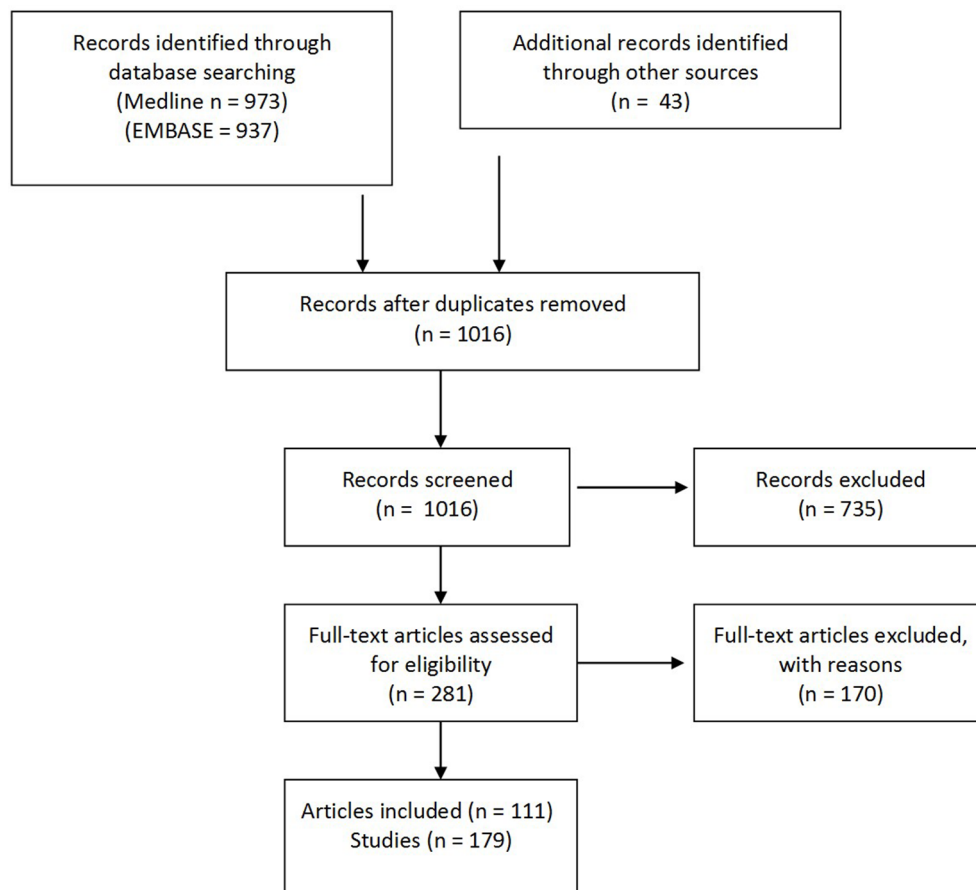 Records identified through
database searching
(Medline n = 973)
(EMBASE = 937)
Additional records identified
through other sources
(n = 43)
Records after duplicates removed
(n = 1016)
Records screened
(n = 1016)
Records excluded
(n = 735)
Full-text articles assessed
for eligibility
(n = 281)
Full-text articles excluded,
with reasons
(n = 170)
Articles included (n = 111)
Studies (n = 179)